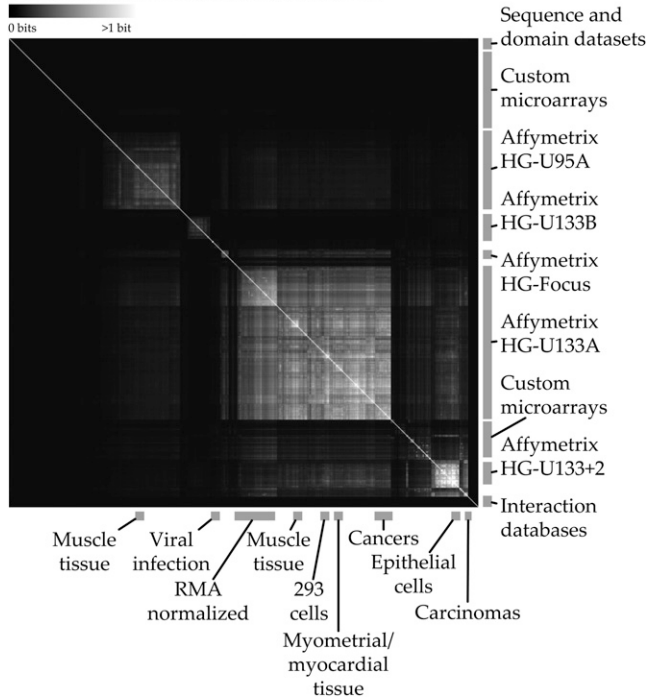 0 bits
>1 bit
Sequence and
domain datasets
Custom
microarrays
Affymetrix
HG-U95A
Affymetrix
HG-U133B
Affymetrix
HG-Focus
Affymetrix
HG-U133A
Custom
microarrays
Affymetrix
HG-U133+2
Interaction
databases
Muscle
tissue
Viral
infection
RMA
normalized
Muscle
tissue
293
cells
Myometrial/
myocardial
tissue
Cancers
Epithelial
cells
Carcinomas